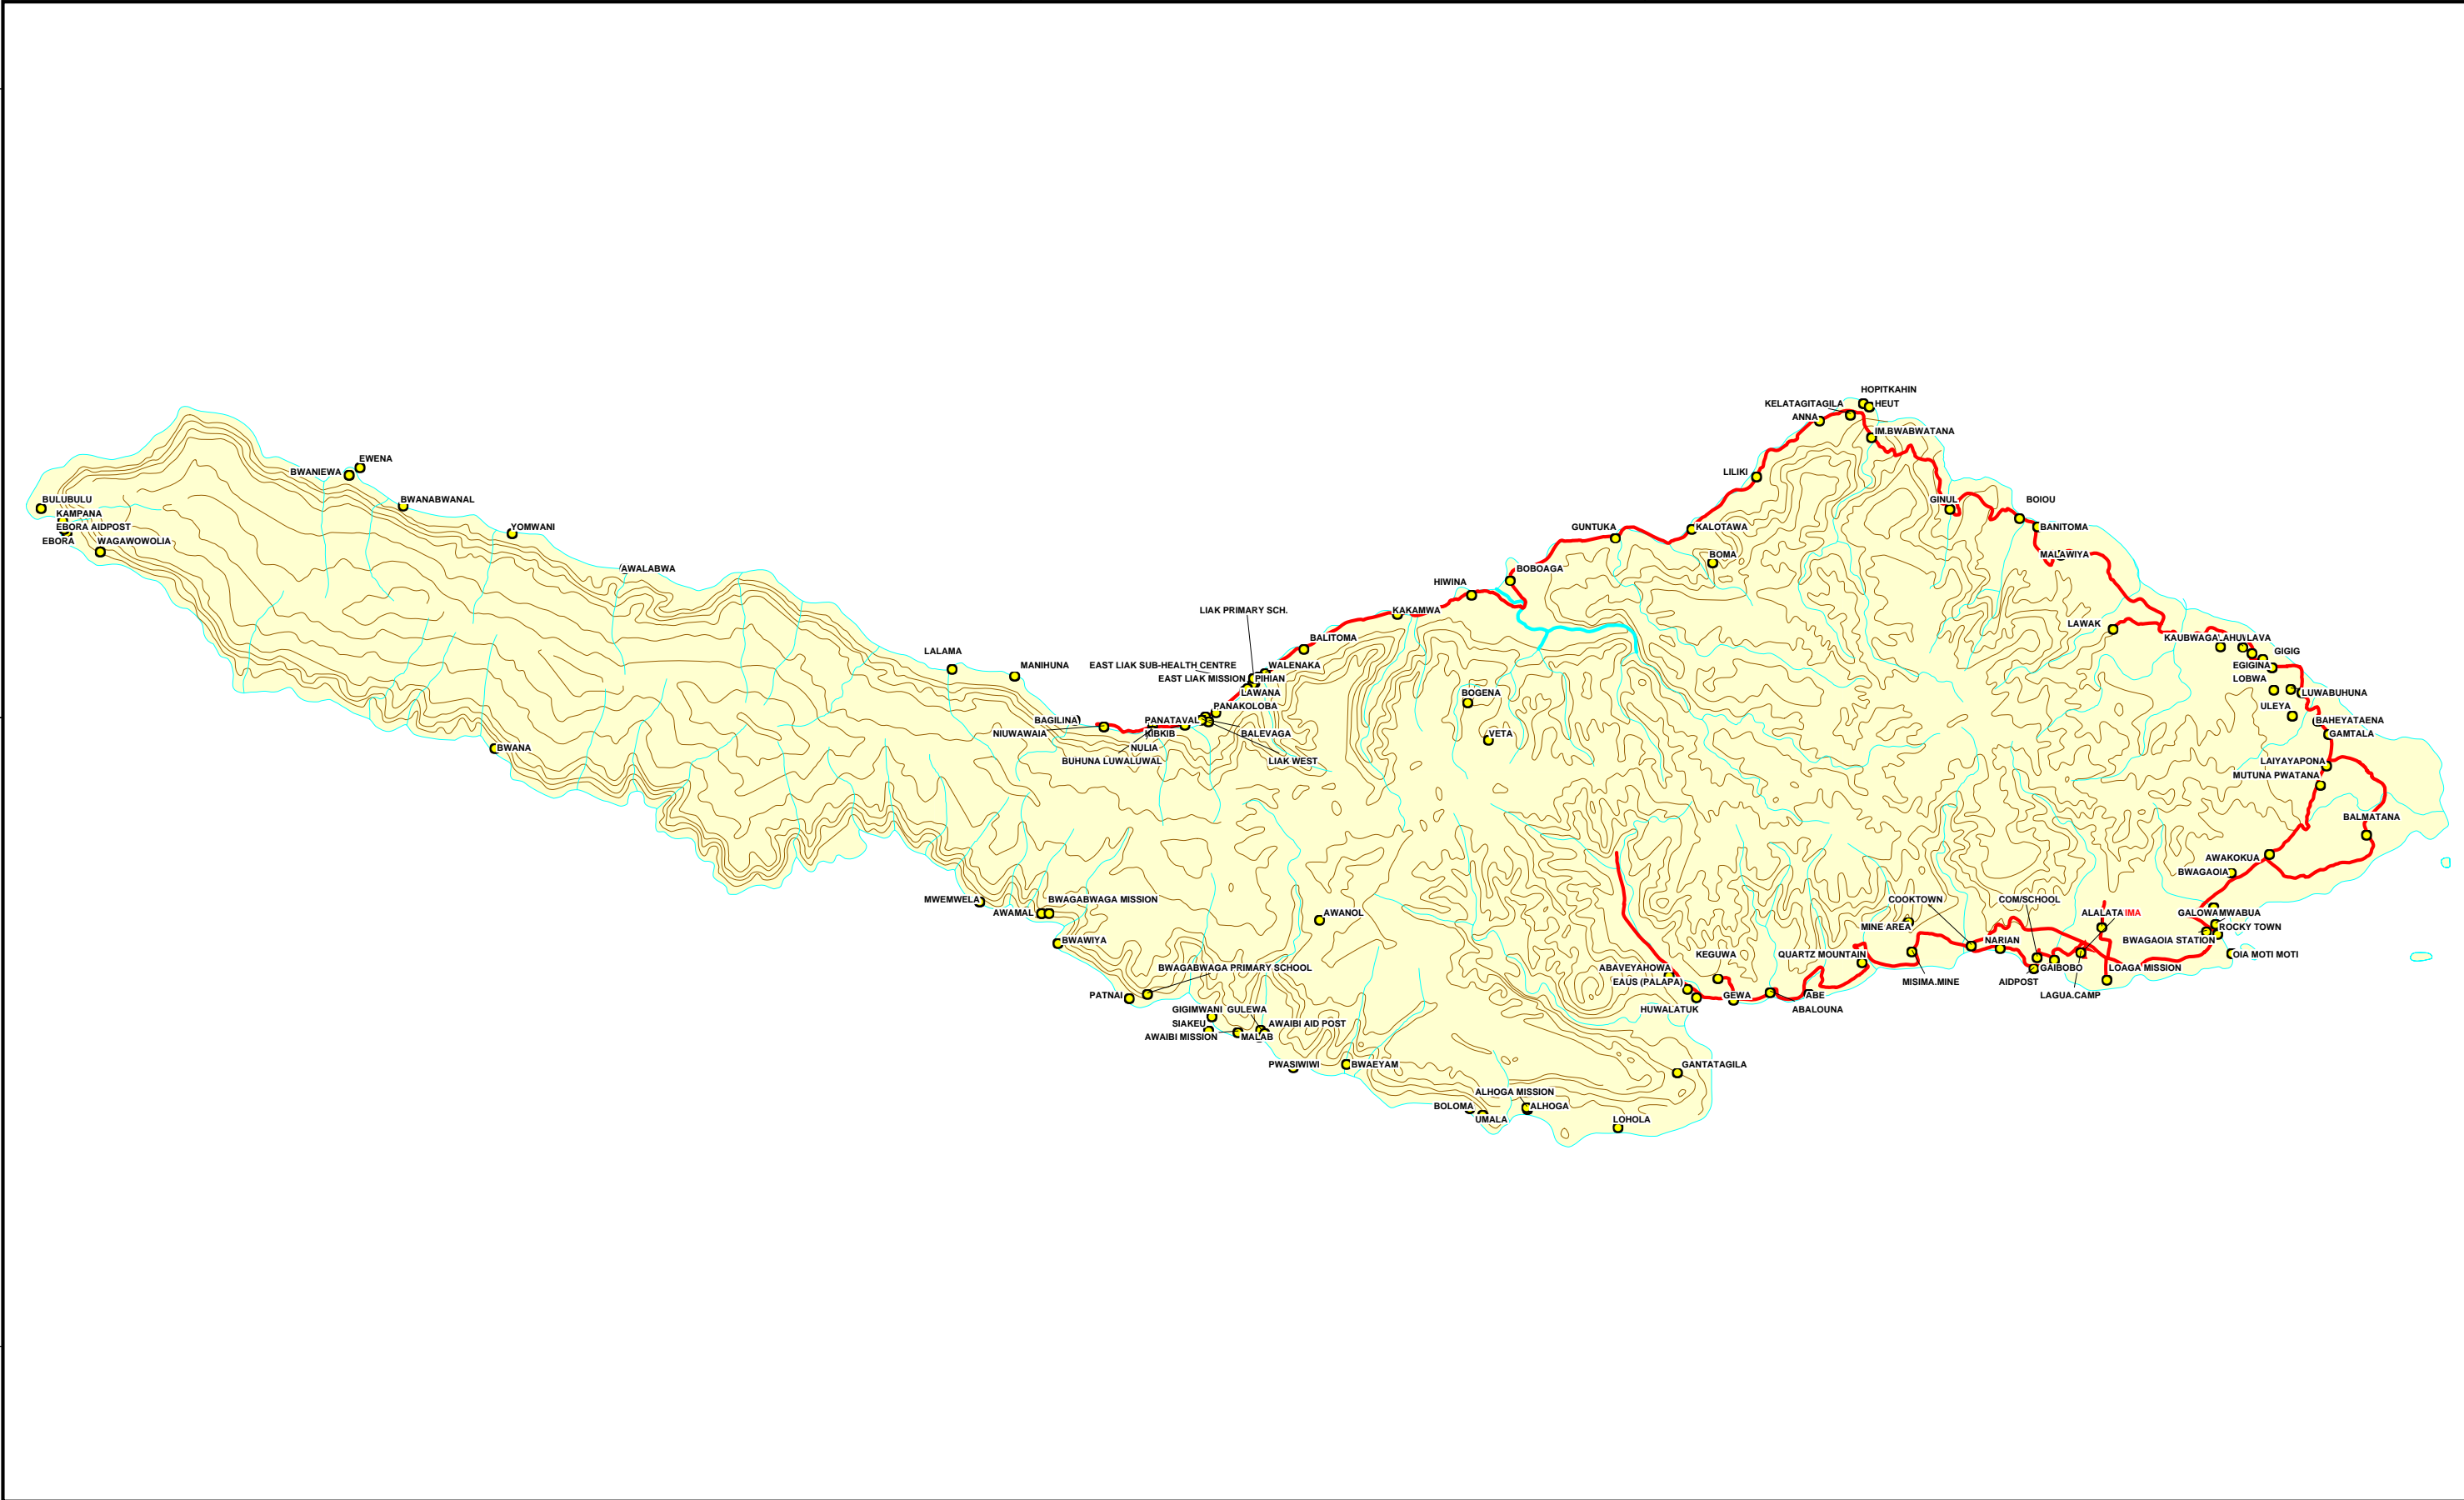 HOPITKAHIN
KELATAGITAGILA
HEUT
ANNA
IM.BWABWATANA
EWENA
BWANIEWA
LILIKI
BULUBULU
BWANABWANAL
GINUL
BOIOU
KAMPANA
EBORA AIDPOST
GUNTUKA
KALOTAWA
BANITOMA
EBORA
WAGAWOWOLIA
YOMWANI
BOMA
MALAWIYA
AWALABWA
BOBOAGA
HIWINA
LIAK PRIMARY SCH.
KAKAMWA
LAWAK
BALITOMA
KAUBWAGA
LAVA
LALAMA
GIGIG
MANIHUNA
EAST LIAK SUB-HEALTH CENTRE
WALENAKA
EGIGINA
EAST LIAK MISSION
PIHIAN
LOBWA
LAWANA
BOGENA
LUWABUHUNA
PANAKOLOBA
ULEYA
BAGILINA
PANATAVAL
BAHEYATAENA
NIUWAWAIA
KIBKIB
BALEVAGA
VETA
GAMTALA
BWANA
NULIA
BUHUNA LUWALUWAL
LIAK WEST
LAIYAYAPONA
MUTUNA PWATANA
BALMATANA
AWAKOKUA
BWAGAOIA
MWEMWELA
BWAGABWAGA MISSION
COOKTOWN
COM/SCHOOL
AWAMAL
AWANOL
ALALATA
IMA
GALOWA
MWABUA
MINE AREA
ROCKY TOWN
BWAWIYA
NARIAN
BWAGAOIA STATION
KEGUWA
QUARTZ MOUNTAIN
OIA MOTI MOTI
BWAGABWAGA PRIMARY SCHOOL
ABAVEYAHOWA
GAIBOBO
LOAGA MISSION
EAUS (PALAPA)
MISIMA.MINE
AIDPOST
PATNAI
GEWA
ABE
LAGUA.CAMP
GIGIMWANI
GULEWA
HUWALATUK
ABALOUNA
SIAKEU
AWAIBI AID POST
AWAIBI MISSION
MALAB
PWASIWIWI
BWAEYAM
GANTATAGILA
ALHOGA MISSION
BOLOMA
ALHOGA
UMALA
LOHOLA